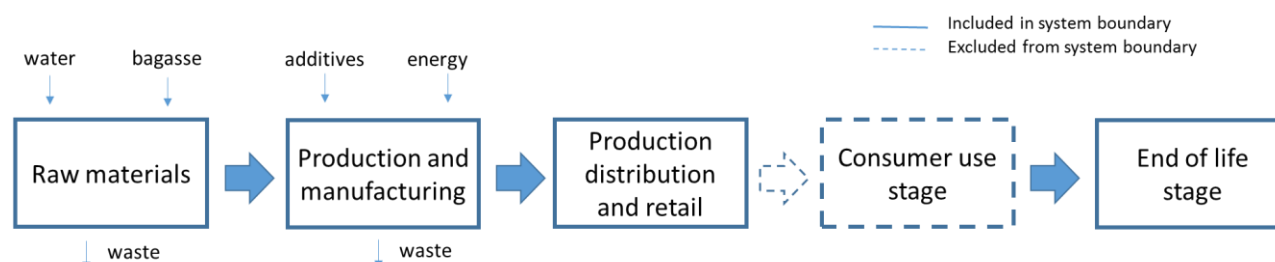 Included in system boundary
Excluded from system boundary
water
bagasse
additives
energy
Raw materials
Production and
manufacturing
Production
distribution
and retail
Consumer use
stage
End of life
stage
waste
waste